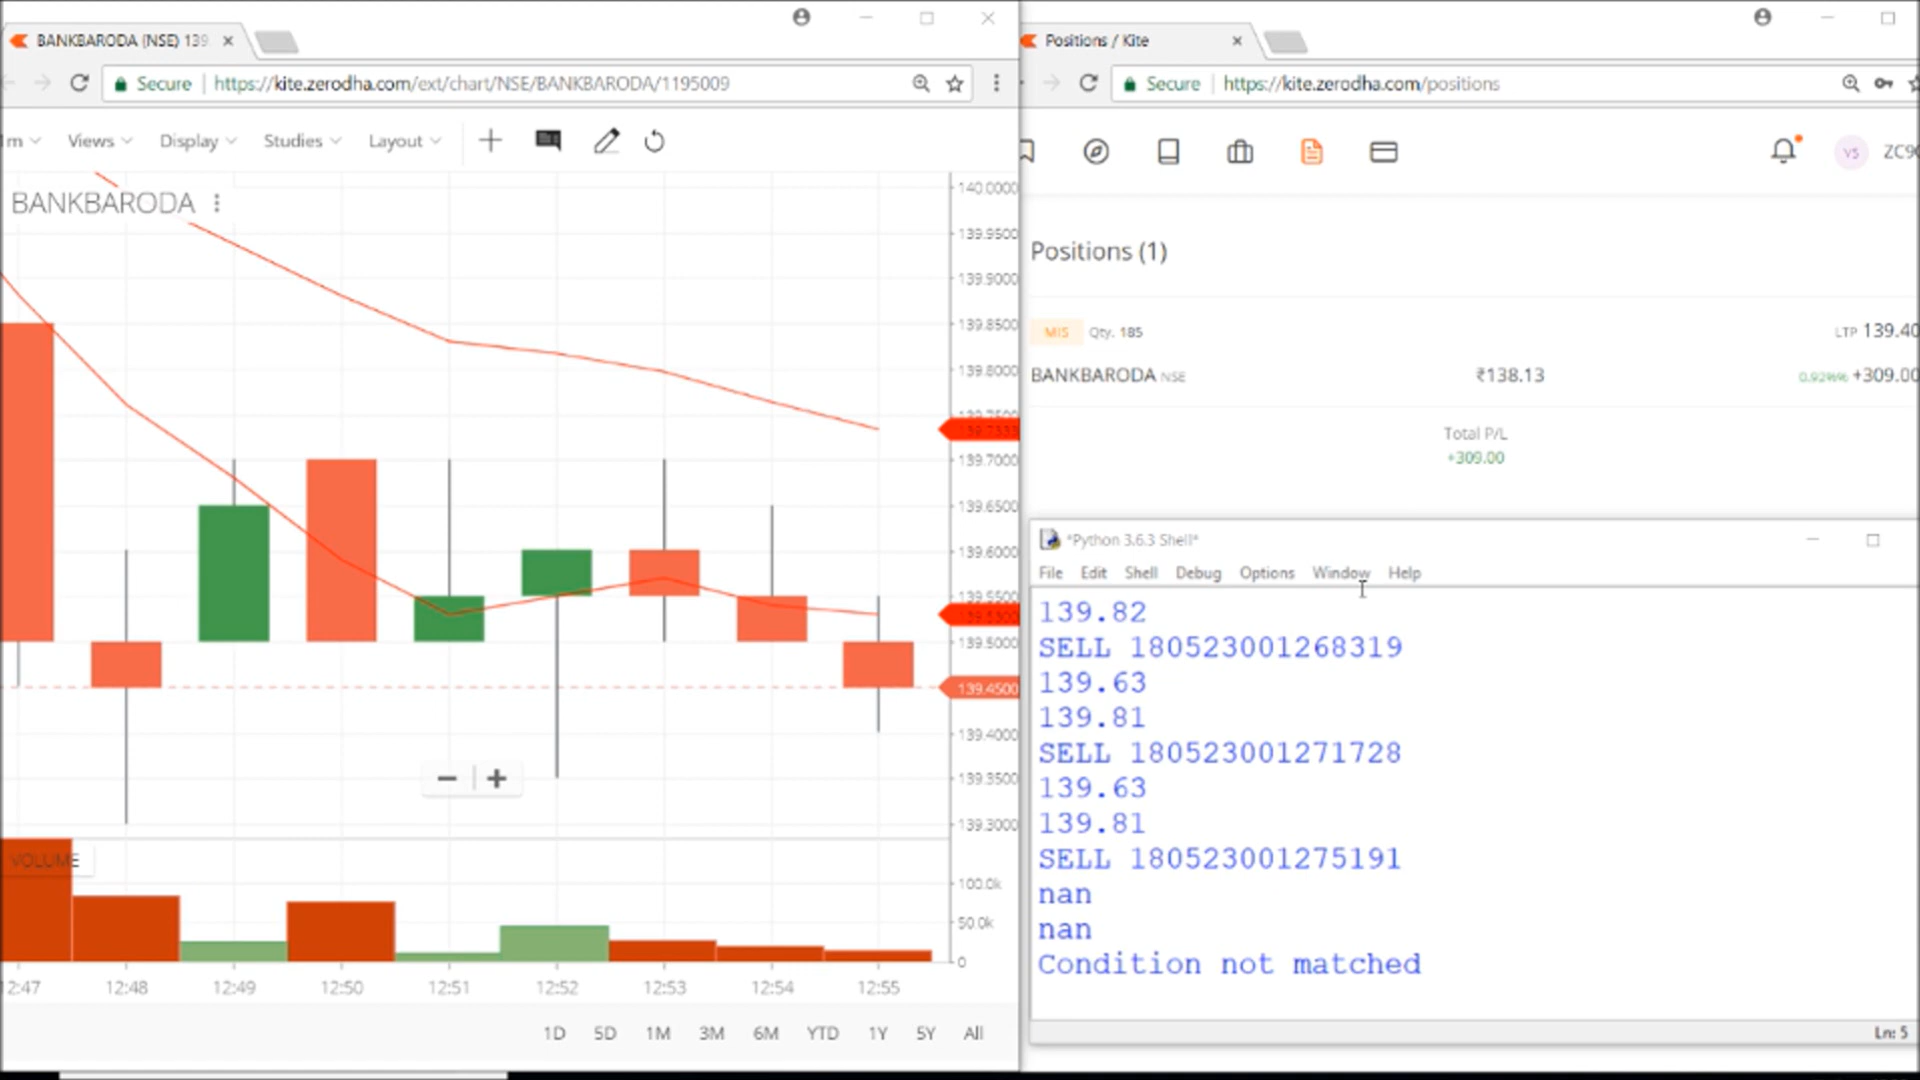 BANKBARODA (NSE) 139
Secure https://kite.zerodha.com/ext/chart/NSE/BANKBARODA/1195009
1m Views Display Studies Layout
BANKBARODA
140.0000
139.9500
139.9000
139.8500
139.8000
139.7000
139.6500
139.6000
139.5500
139.5000
139.4500
139.4000
139.3500
139.3000
VOLUME
100.0k
50.0k
0
12:47 12:48 12:49 12:50 12:51 12:52 12:53 12:54 12:55
1D 5D 1M 3M 6M YTD 1Y 5Y All
Positions / Kite
Secure https://kite.zerodha.com/positions
VS ZC9
Positions (1)
MIS Qty. 185 LTP 139.40
BANKBARODA NSE ₹138.13 +309.00
Total P/L
+309.00
*Python 3.6.3 Shell*
File Edit Shell Debug Options Window Help
139.82
SELL 180523001268319
139.63
139.81
SELL 180523001271728
139.63
139.81
SELL 180523001275191
nan
nan
Condition not matched
Ln: 5